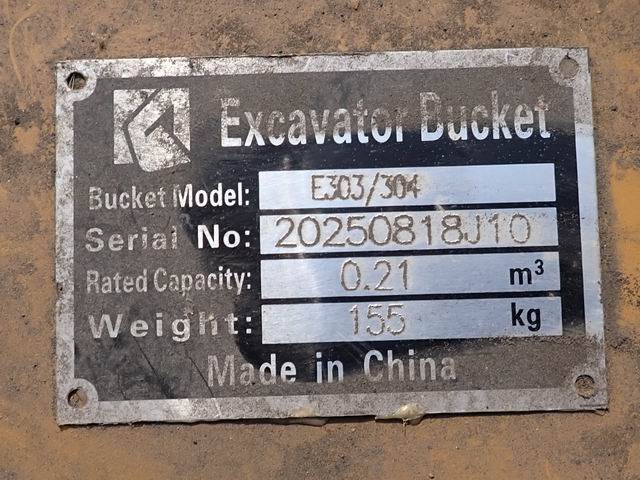 Excavator Bucket
Bucket Model: E303/304
Serial No: 20250818J10
Rated Capacity: 0.21 m³
Weight: 155 kg
Made in China